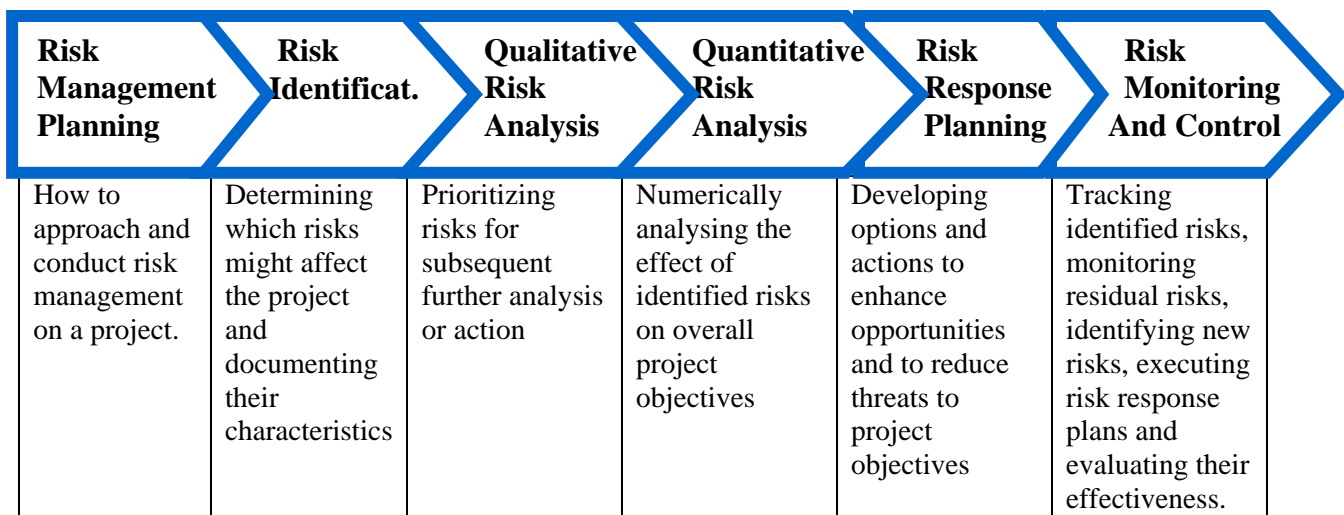 Risk
Management
Planning
Risk
Identificat.
Qualitative
Risk
Analysis
Quantitative
Risk
Analysis
Risk
Response
Planning
Risk
Monitoring
And Control
How to
approach and
conduct risk
management
on a project.
Determining
which risks
might affect
the project
and
documenting
their
characteristics
Prioritizing
risks for
subsequent
further analysis
or action
Numerically
analysing the
effect of
identified risks
on overall
project
objectives
Developing
options and
actions to
enhance
opportunities
and to reduce
threats to
project
objectives
Tracking
identified risks,
monitoring
residual risks,
identifying new
risks, executing
risk response
plans and
evaluating their
effectiveness.